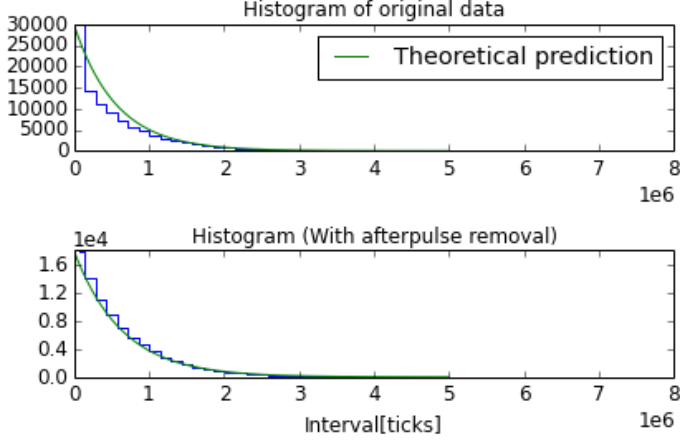 Histogram of original data
30000
25000
20000
15000
10000
5000
0
Theoretical prediction
0 1 2 3 4 5 6 7 8
1e6
1e4
Histogram (With afterpulse removal)
1.6
1.2
0.8
0.4
0.0
0 1 2 3 4 5 6 7 8
Interval[ticks]
1e6